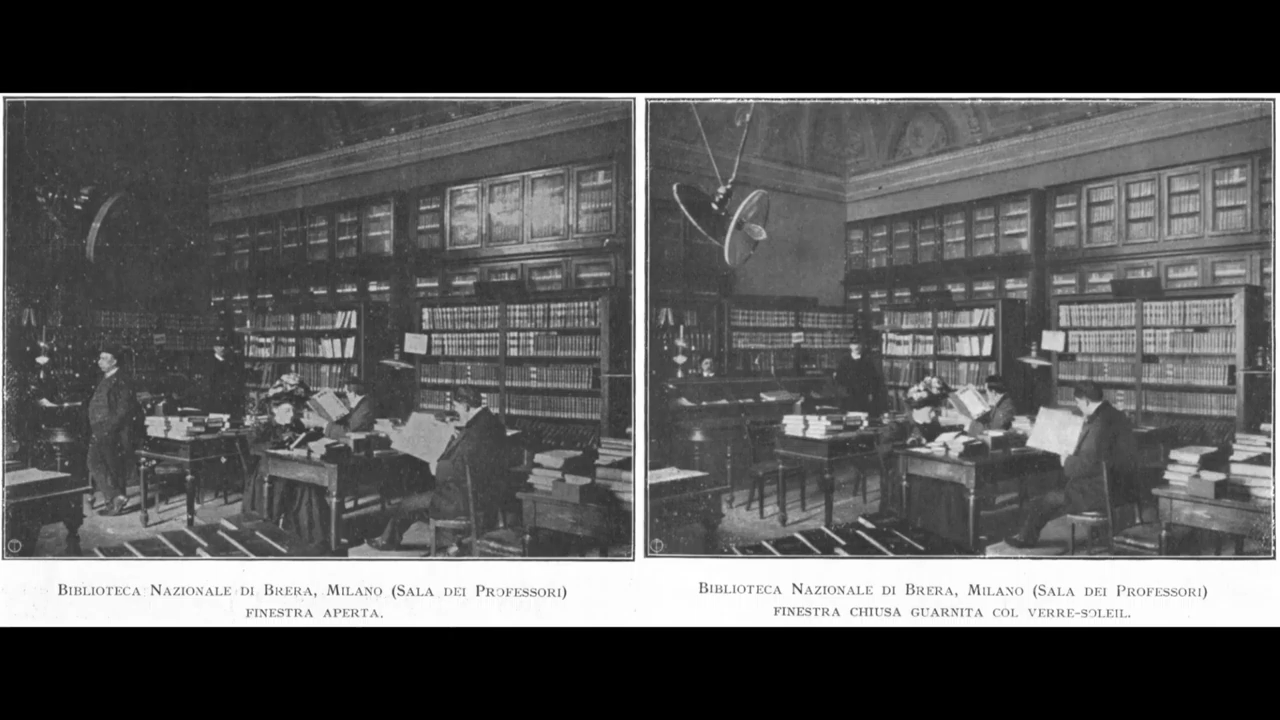 BIBLIOTECA NAZIONALE DI BRERA, MILANO (SALA DEI PROFESSORI)
FINESTRA APERTA.
BIBLIOTECA NAZIONALE DI BRERA, MILANO (SALA DEI PROFESSORI)
FINESTRA CHIUSA GUARNITA COL VERRE-SOLEIL.